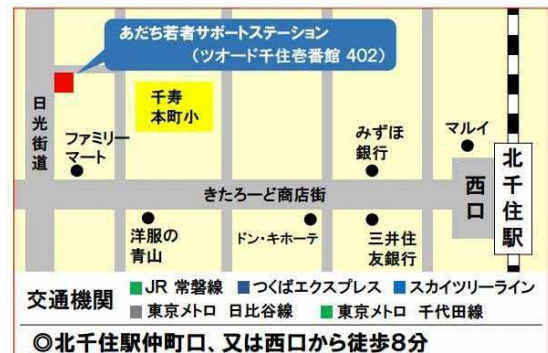 あだち若者サポートステーション
（ツオード千住壱番館 402）
日光街道
千寿
本町小
ファミリー
マート
みずほ
銀行
マルイ
北千住駅
西口
きたろーど商店街
洋服の
青山
ドン・キホーテ
三井住
友銀行
交通機関
■JR 常磐線 ■つくばエクスプレス ■スカイツリーライン
■東京メトロ 日比谷線 ■東京メトロ 千代田線
◎北千住駅仲町口、又は西口から徒歩8分